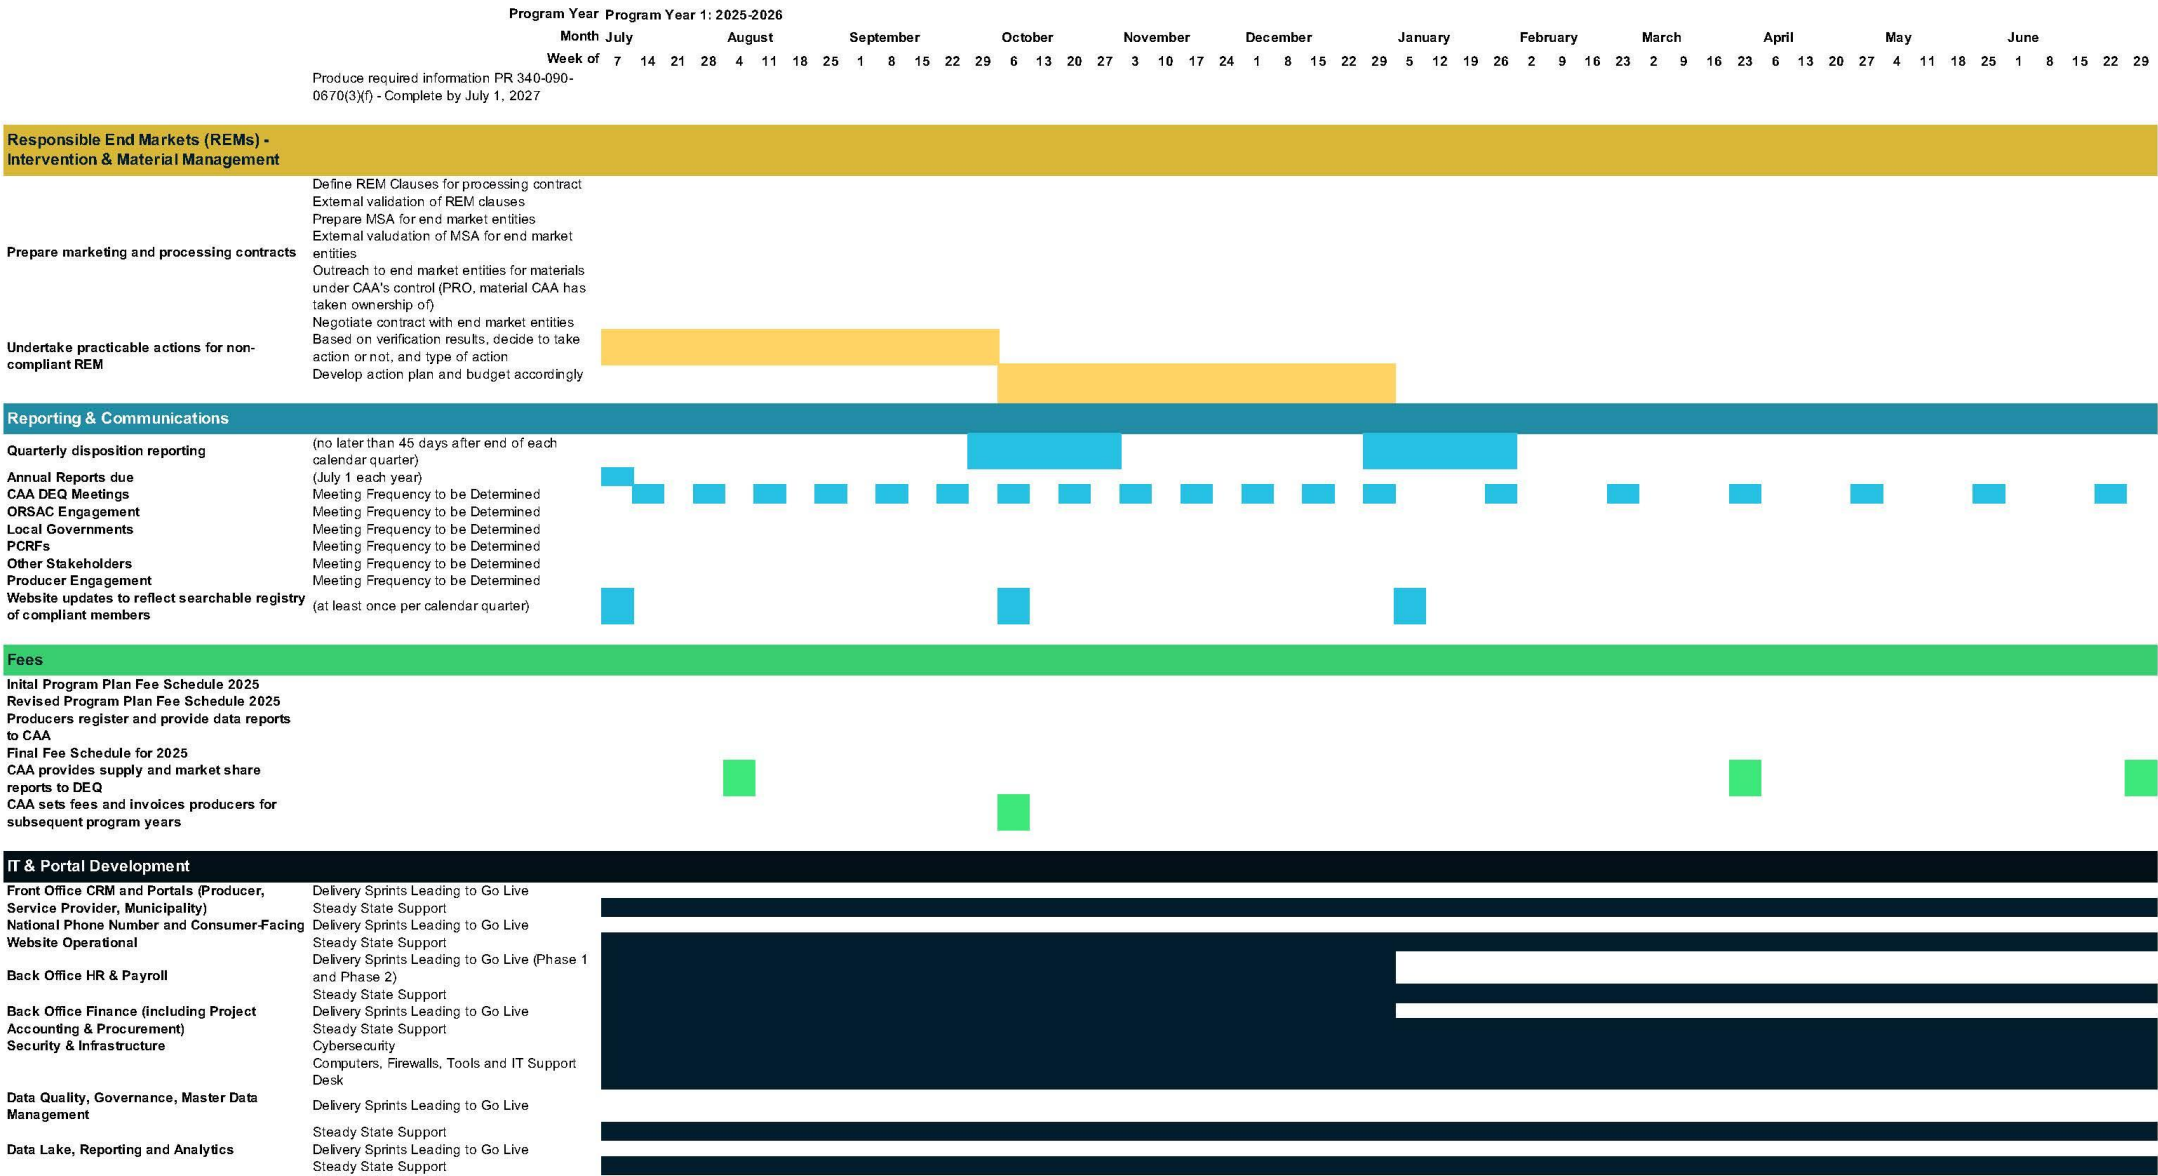 Program Year Program Year 1: 2025-2026
Month July August September October November December January February March April May June
Week of 7 14 21 28 4 11 18 25 1 8 15 22 29 6 13 20 27 3 10 17 24 1 8 15 22 29 5 12 19 26 2 9 16 23 2 9 16 23 6 13 20 27 4 11 18 25 1 8 15 22 29
Produce required information PR 340-090-
0670(3)(f) - Complete by July 1, 2027
Responsible End Markets (REMs) -
Intervention & Material Management
Define REM Clauses for processing contract
External validation of REM clauses
Prepare MSA for end market entities
External valudation of MSA for end market
Prepare marketing and processing contracts entities
Outreach to end market entities for materials
under CAA's control (PRO, material CAA has
taken ownership of)
Negotiate contract with end market entities
Undertake practicable actions for non-
compliant REM
Based on verification results, decide to take
action or not, and type of action
Develop action plan and budget accordingly
Reporting & Communications
Quarterly disposition reporting
(no later than 45 days after end of each
calendar quarter)
Annual Reports due (July 1 each year)
CAA DEQ Meetings Meeting Frequency to be Determined
ORSAC Engagement Meeting Frequency to be Determined
Local Governments Meeting Frequency to be Determined
PCRFs Meeting Frequency to be Determined
Other Stakeholders Meeting Frequency to be Determined
Producer Engagement Meeting Frequency to be Determined
Website updates to reflect searchable registry
of compliant members
(at least once per calendar quarter)
Fees
Inital Program Plan Fee Schedule 2025
Revised Program Plan Fee Schedule 2025
Producers register and provide data reports
to CAA
Final Fee Schedule for 2025
CAA provides supply and market share
reports to DEQ
CAA sets fees and invoices producers for
subsequent program years
IT & Portal Development
Front Office CRM and Portals (Producer, Delivery Sprints Leading to Go Live
Service Provider, Municipality) Steady State Support
National Phone Number and Consumer-Facing Delivery Sprints Leading to Go Live
Website Operational Steady State Support
Back Office HR & Payroll
Delivery Sprints Leading to Go Live (Phase 1
and Phase 2)
Steady State Support
Back Office Finance (including Project Delivery Sprints Leading to Go Live
Accounting & Procurement) Steady State Support
Security & Infrastructure Cybersecurity
Computers, Firewalls, Tools and IT Support
Desk
Data Quality, Governance, Master Data
Management
Delivery Sprints Leading to Go Live
Steady State Support
Data Lake, Reporting and Analytics Delivery Sprints Leading to Go Live
Steady State Support